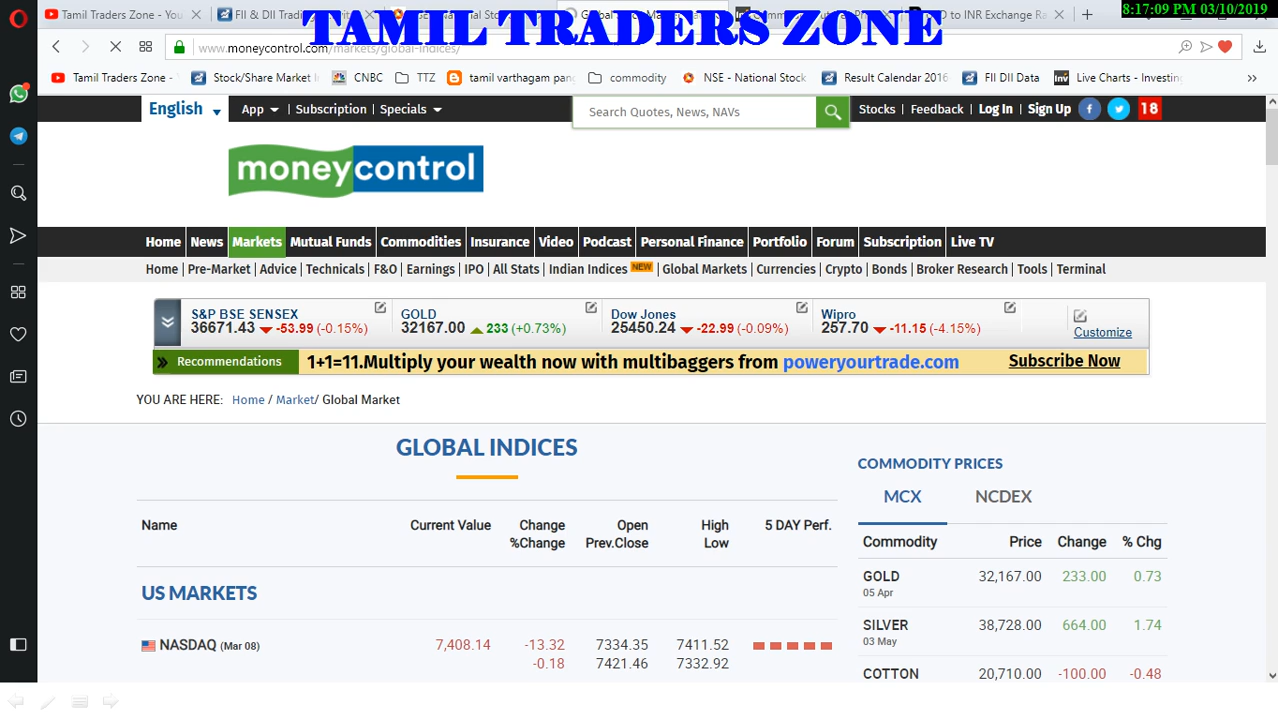 Tamil Traders Zone - You
FII & DII Trading
TAMIL TRADERS ZONE
to INR Exchange Ra
8:17:09 PM 03/10/2019
www.moneycontrol.com/markets/global-indices/
Tamil Traders Zone -
Stock/Share Market
CNBC
TTZ
tamil varthagam pan
commodity
NSE - National Stock
Result Calendar 2016
FII DII Data
Inv
Live Charts - Investin
»
English
App | Subscription | Specials
Search Quotes, News, NAVs
Stocks | Feedback | Log In | Sign Up
18
moneycontrol
Home News Markets Mutual Funds Commodities Insurance Video Podcast Personal Finance Portfolio Forum Subscription Live TV
Home | Pre-Market | Advice | Technicals | F&O | Earnings | IPO | All Stats | Indian Indices NEW | Global Markets | Currencies | Crypto | Bonds | Broker Research | Tools | Terminal
S&P BSE SENSEX
36671.43 -53.99 (-0.15%)
GOLD
32167.00 233 (+0.73%)
Dow Jones
25450.24 -22.99 (-0.09%)
Wipro
257.70 -11.15 (-4.15%)
Customize
Recommendations
1+1=11.Multiply your wealth now with multibaggers from poweryourtrade.com
Subscribe Now
YOU ARE HERE: Home / Market/ Global Market
GLOBAL INDICES
Name Current Value Change Open High 5 DAY Perf.
%Change Prev.Close Low
US MARKETS
NASDAQ (Mar 08) 7,408.14 -13.32 7334.35 7411.52
-0.18 7421.46 7332.92
COMMODITY PRICES
MCX NCDEX
Commodity Price Change % Chg
GOLD 32,167.00 233.00 0.73
05 Apr
SILVER 38,728.00 664.00 1.74
03 May
COTTON 20,710.00 -100.00 -0.48